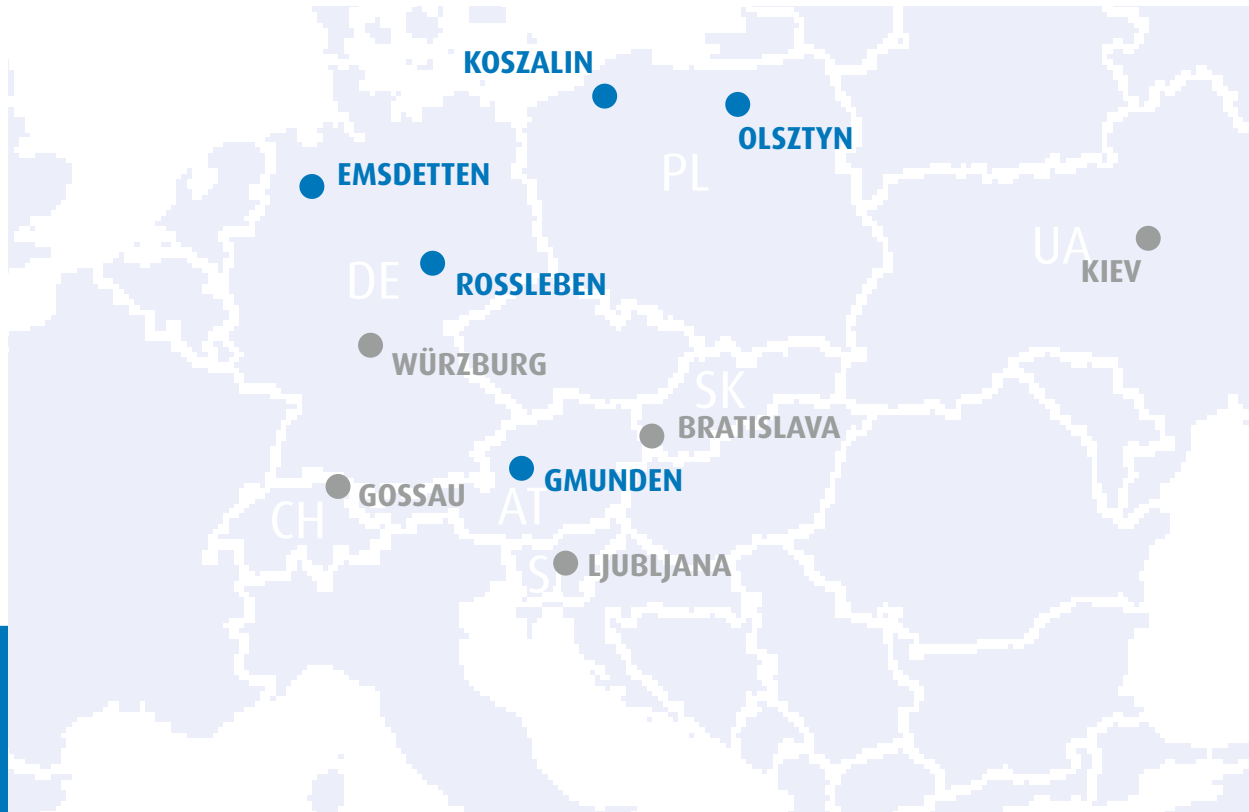 KOSZALIN
OLSZTYN
PL
EMSDETTEN
UA
KIEV
DE
ROSSLEBEN
WÜRZBURG
SK
BRATISLAVA
GMUNDEN
GOSSAU
AT
CH
SI
LJUBLJANA